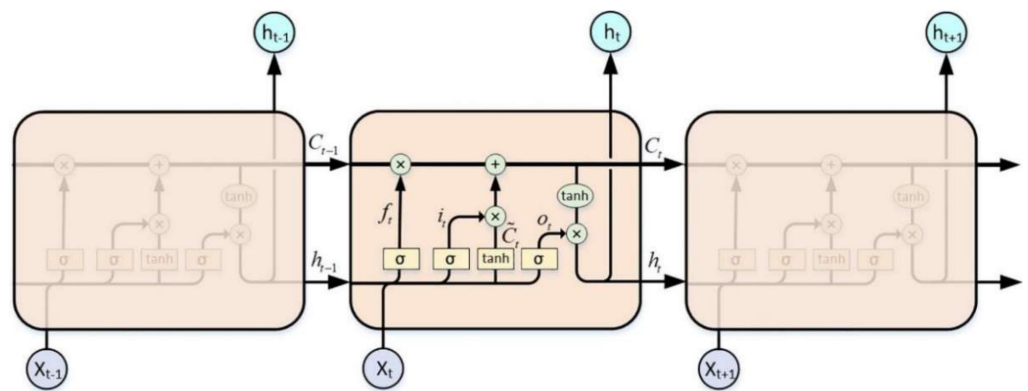 h_{t-1} h_t h_{t+1}
C_{t-1} C_t
× + × + × +
tanh tanh tanh
f_t i_t × \tilde{C}_t o_t × × × × ×
σ σ tanh σ σ σ tanh σ σ σ tanh σ
h_{t-1} h_t
X_{t-1} X_t X_{t+1}